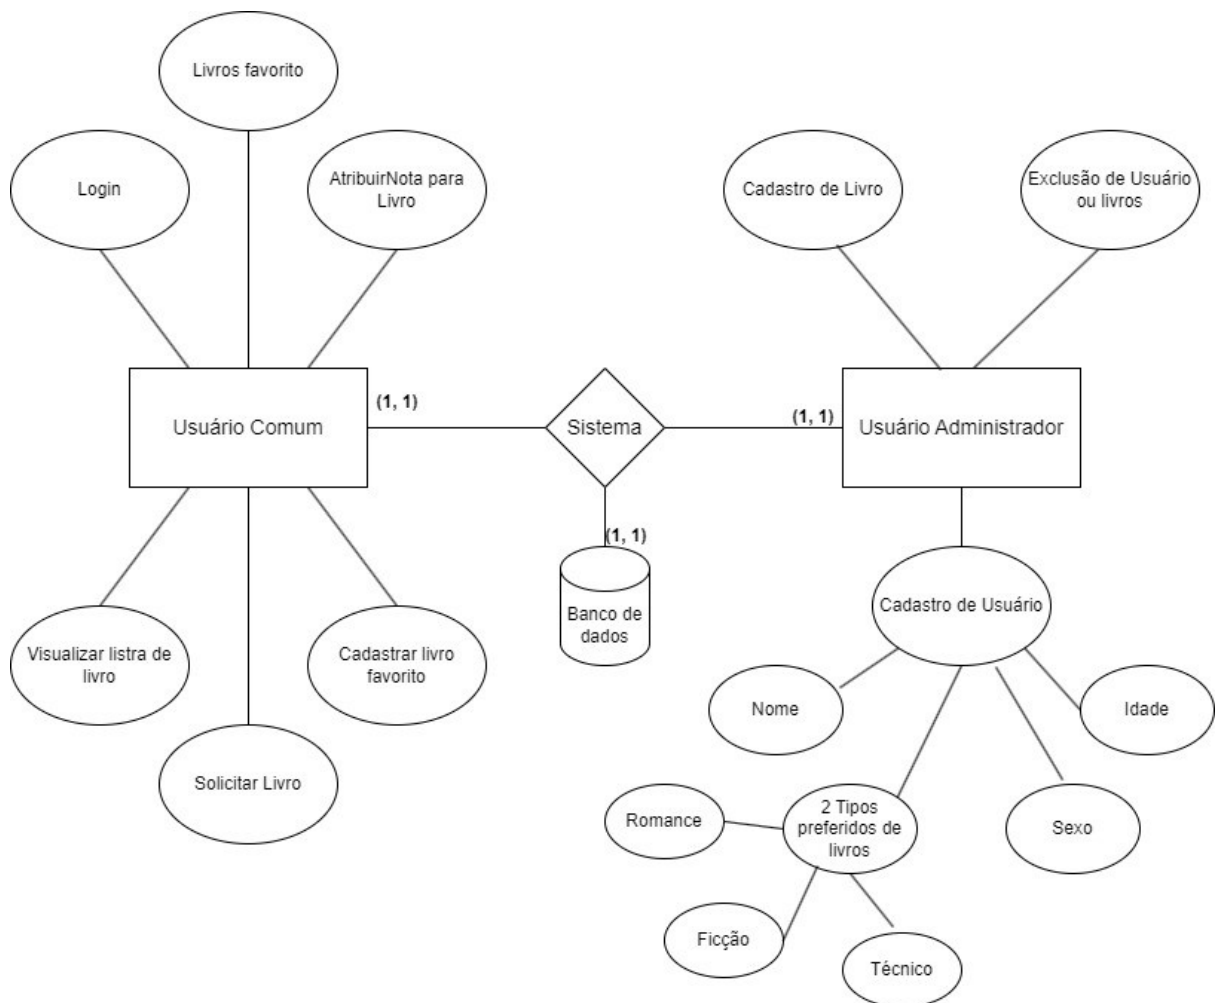 Livros favorito
Login
AtribuirNota para
Livro
Cadastro de Livro
Exclusão de Usuário
ou livros
Usuário Comum
(1, 1)
Sistema
(1, 1)
Usuário Administrador
(1, 1)
Banco de
dados
Cadastro de Usuário
Visualizar listra de
livro
Cadastrar livro
favorito
Solicitar Livro
Nome
Idade
Romance
2 Tipos
preferidos de
livros
Sexo
Ficção
Técnico